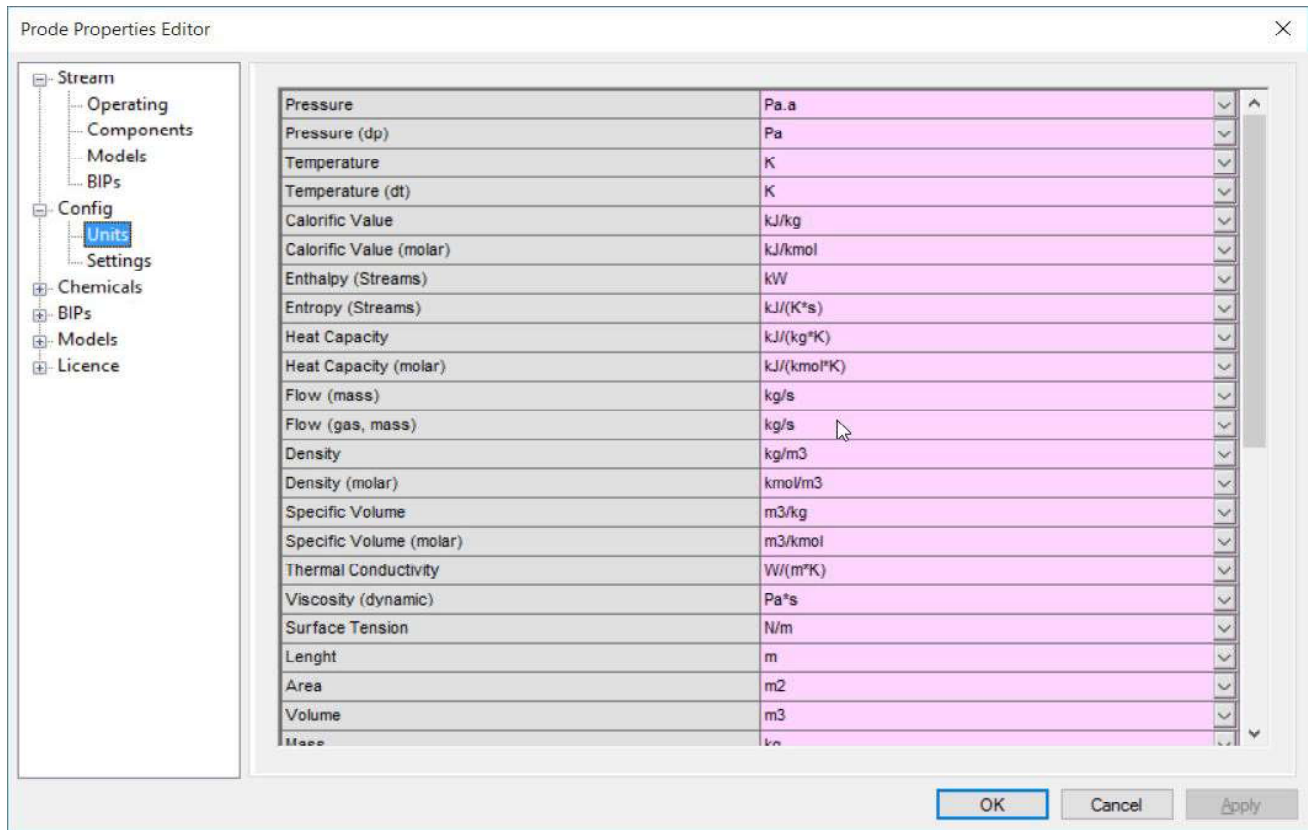 Prode Properties Editor
Stream
Operating
Components
Models
BIPs
Config
Units
Settings
Chemicals
BIPs
Models
Licence
Pressure Pa.a
Pressure (dp) Pa
Temperature K
Temperature (dt) K
Calorific Value kJ/kg
Calorific Value (molar) kJ/kmol
Enthalpy (Streams) kW
Entropy (Streams) kJ/(K*s)
Heat Capacity kJ/(kg*K)
Heat Capacity (molar) kJ/(kmol*K)
Flow (mass) kg/s
Flow (gas, mass) kg/s
Density kg/m3
Density (molar) kmol/m3
Specific Volume m3/kg
Specific Volume (molar) m3/kmol
Thermal Conductivity W/(m*K)
Viscosity (dynamic) Pa*s
Surface Tension N/m
Lenght m
Area m2
Volume m3
Mass kg
OK Cancel Apply